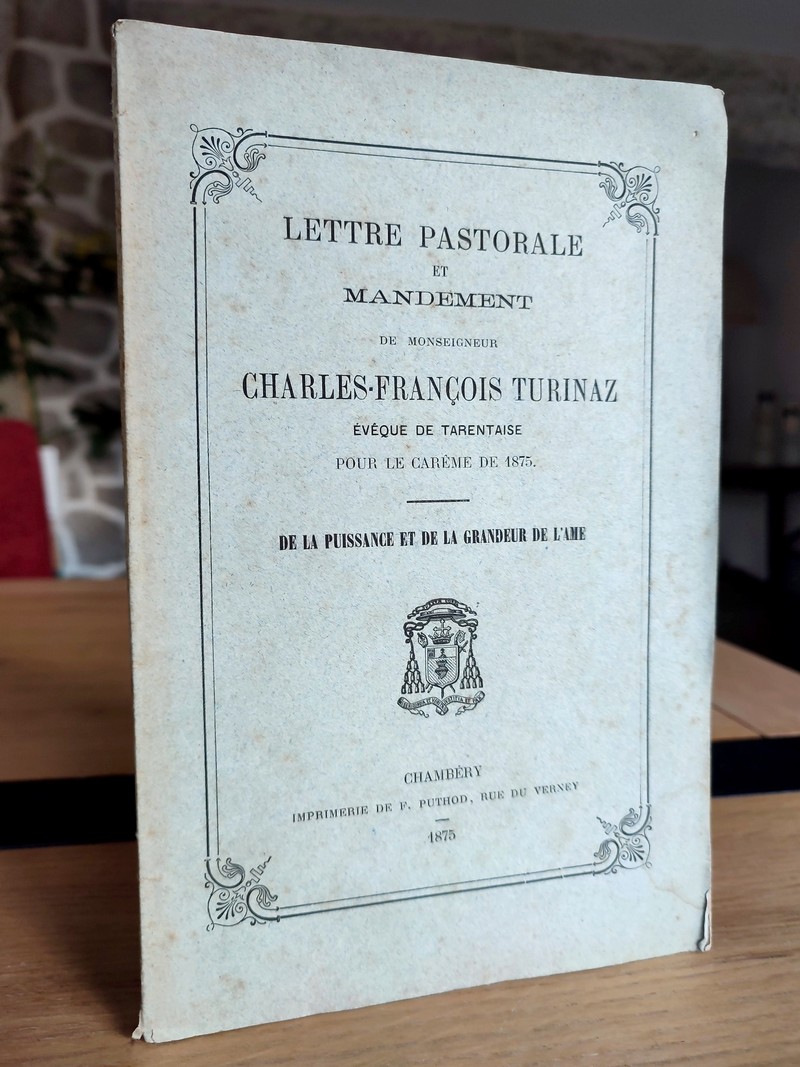 LETTRE PASTORALE
ET
MANDEMENT
DE MONSEIGNEUR
CHARLES-FRANÇOIS TURINAZ
ÉVÊQUE DE TARENTAISE
POUR LE CARÊME DE 1875.
DE LA PUISSANCE ET DE LA GRANDEUR DE L'AME
CHAMBÉRY
IMPRIMERIE DE F. PUTHOD, RUE DU VERNEY
1875